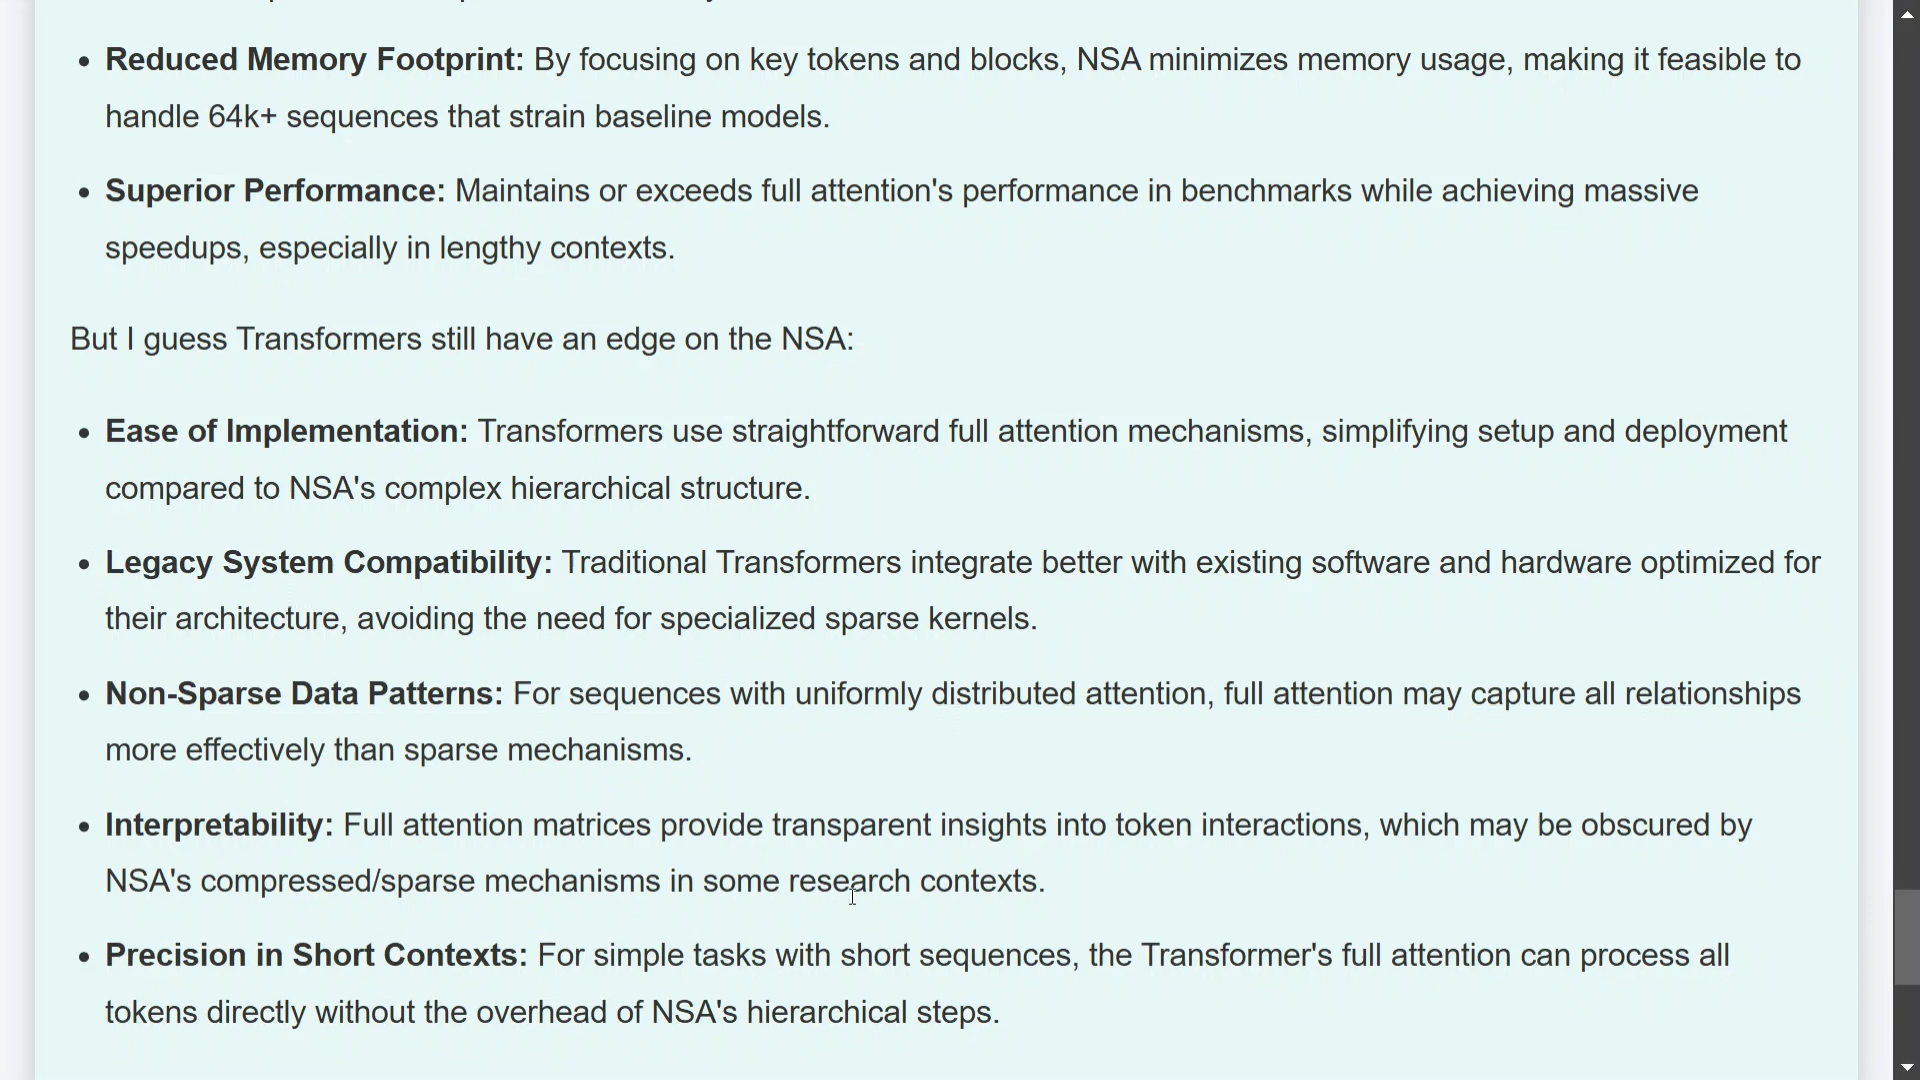 Reduced Memory Footprint: By focusing on key tokens and blocks, NSA minimizes memory usage, making it feasible to
handle 64k+ sequences that strain baseline models.
Superior Performance: Maintains or exceeds full attention's performance in benchmarks while achieving massive
speedups, especially in lengthy contexts.
But I guess Transformers still have an edge on the NSA:
Ease of Implementation: Transformers use straightforward full attention mechanisms, simplifying setup and deployment
compared to NSA's complex hierarchical structure.
Legacy System Compatibility: Traditional Transformers integrate better with existing software and hardware optimized for
their architecture, avoiding the need for specialized sparse kernels.
Non-Sparse Data Patterns: For sequences with uniformly distributed attention, full attention may capture all relationships
more effectively than sparse mechanisms.
Interpretability: Full attention matrices provide transparent insights into token interactions, which may be obscured by
NSA's compressed/sparse mechanisms in some research contexts.
Precision in Short Contexts: For simple tasks with short sequences, the Transformer's full attention can process all
tokens directly without the overhead of NSA's hierarchical steps.